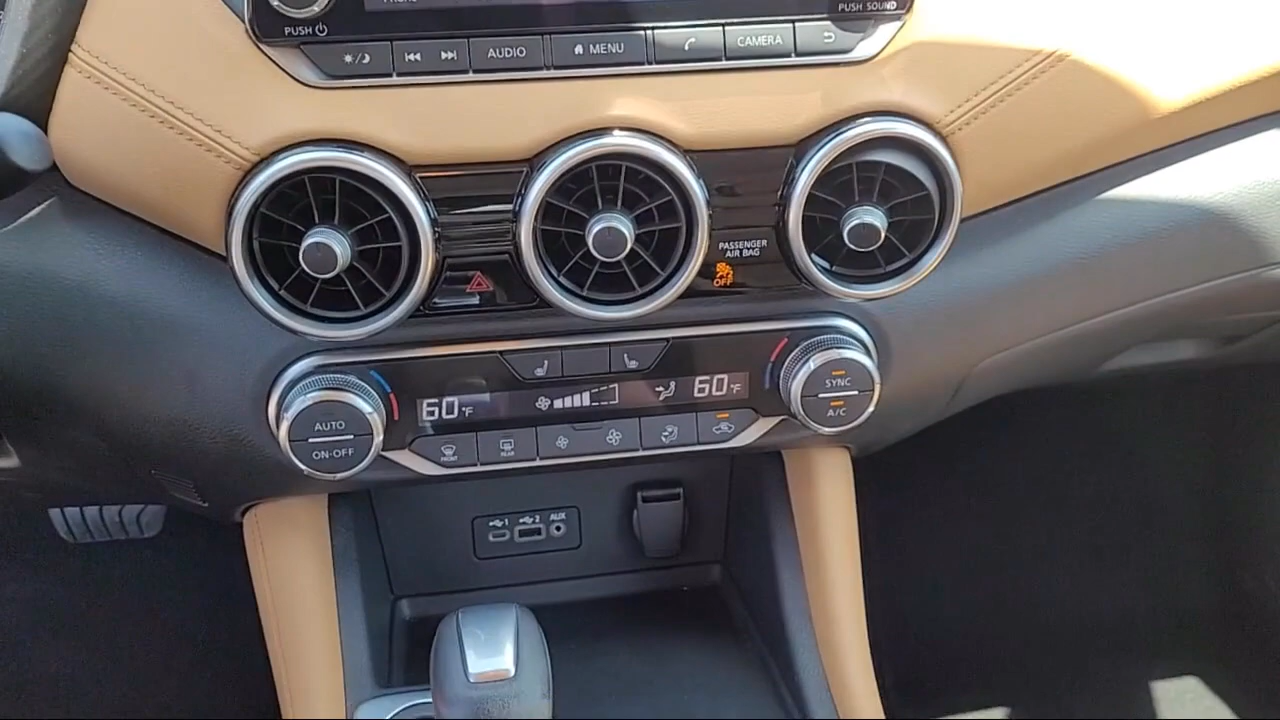 PUSH
PUSH SOUND
AUDIO
MENU
CAMERA
PASSENGER
AIR BAG
OFF
60°F
60°F
AUTO
ON·OFF
SYNC
A/C
FRONT
REAR
1
2
AUX